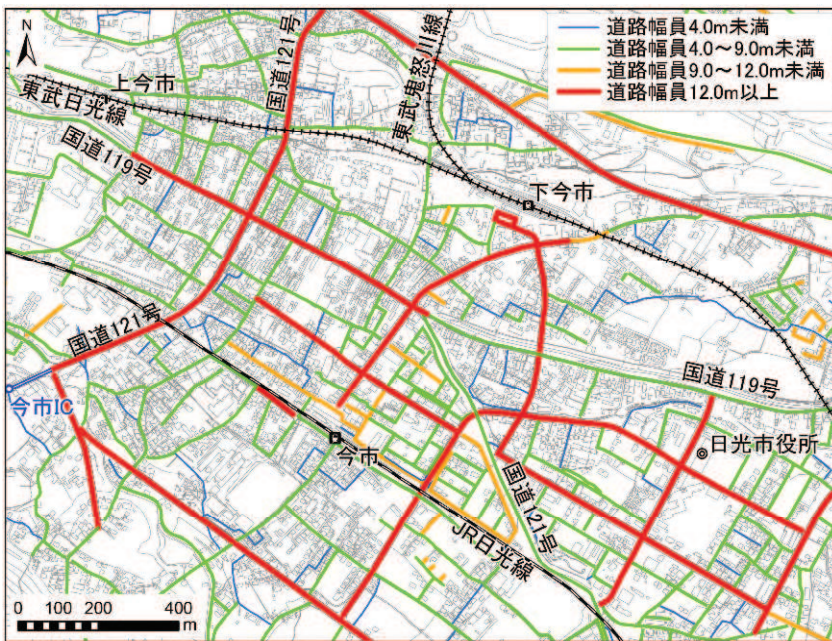 N
道路幅員4.0m未満
道路幅員4.0～9.0m未満
道路幅員9.0～12.0m未満
道路幅員12.0m以上
上今市
東武日光線
国道121号
東武鬼怒川線
国道119号
下今市
国道121号
国道119号
今市IC
今市
日光市役所
国道121号
JR日光線
0 100 200 400
m